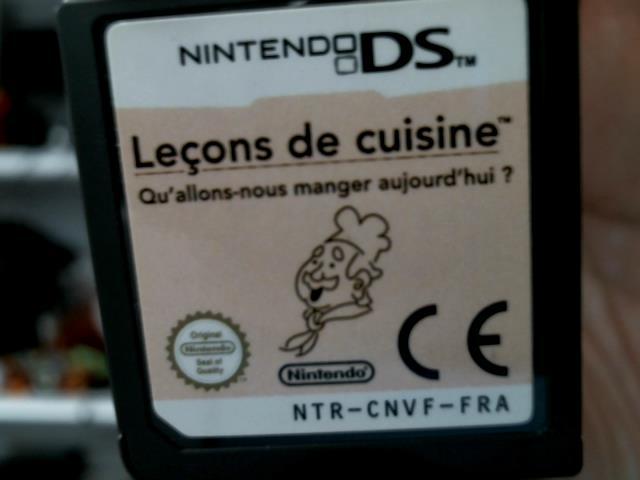 NINTENDO DS™
Leçons de cuisine™
Qu'allons-nous manger aujourd'hui ?
Original
Nintendo
Seal of
Quality
Nintendo®
CE
NTR-CNVF-FRA